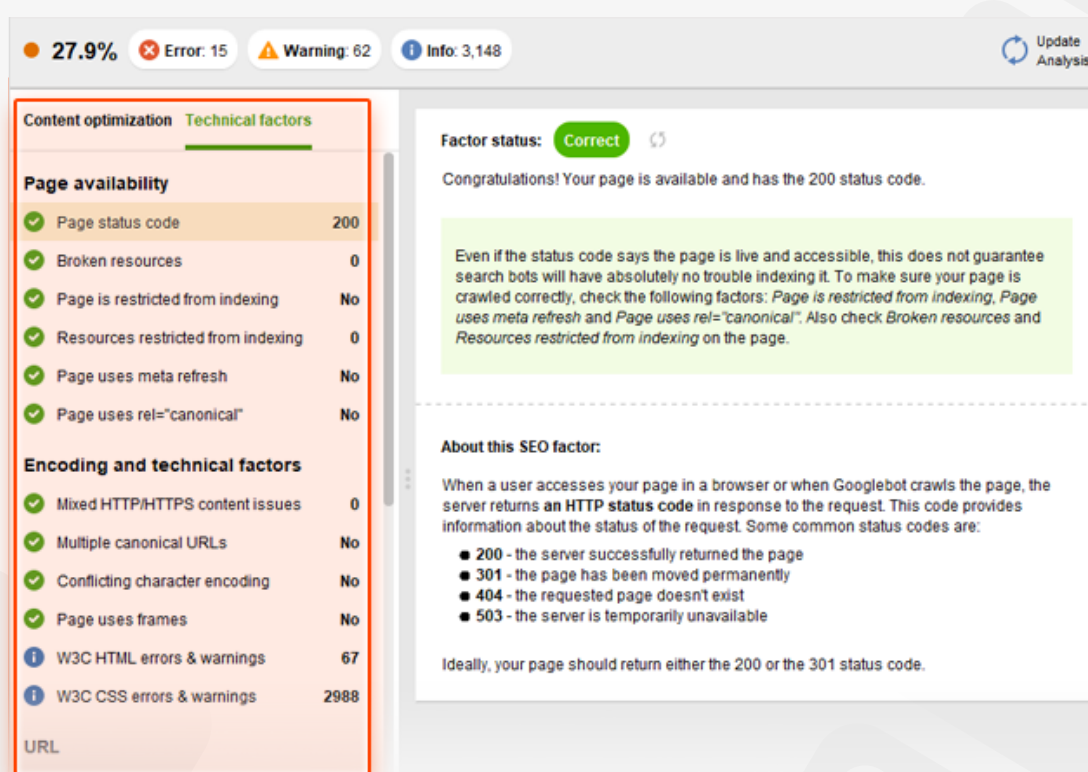 27.9% Error: 15 Warning: 62 Info: 3,148
Update
Analysis
Content optimization Technical factors
Page availability
Page status code 200
Broken resources 0
Page is restricted from indexing No
Resources restricted from indexing 0
Page uses meta refresh No
Page uses rel="canonical" No
Encoding and technical factors
Mixed HTTP/HTTPS content issues 0
Multiple canonical URLs No
Conflicting character encoding No
Page uses frames No
W3C HTML errors & warnings 67
W3C CSS errors & warnings 2988
URL
Factor status: Correct
Congratulations! Your page is available and has the 200 status code.
Even if the status code says the page is live and accessible, this does not guarantee
search bots will have absolutely no trouble indexing it. To make sure your page is
crawled correctly, check the following factors: Page is restricted from indexing, Page
uses meta refresh and Page uses rel="canonical". Also check Broken resources and
Resources restricted from indexing on the page.
About this SEO factor:
When a user accesses your page in a browser or when Googlebot crawls the page, the
server returns an HTTP status code in response to the request. This code provides
information about the status of the request. Some common status codes are:
200 - the server successfully returned the page
301 - the page has been moved permanently
404 - the requested page doesn't exist
503 - the server is temporarily unavailable
Ideally, your page should return either the 200 or the 301 status code.